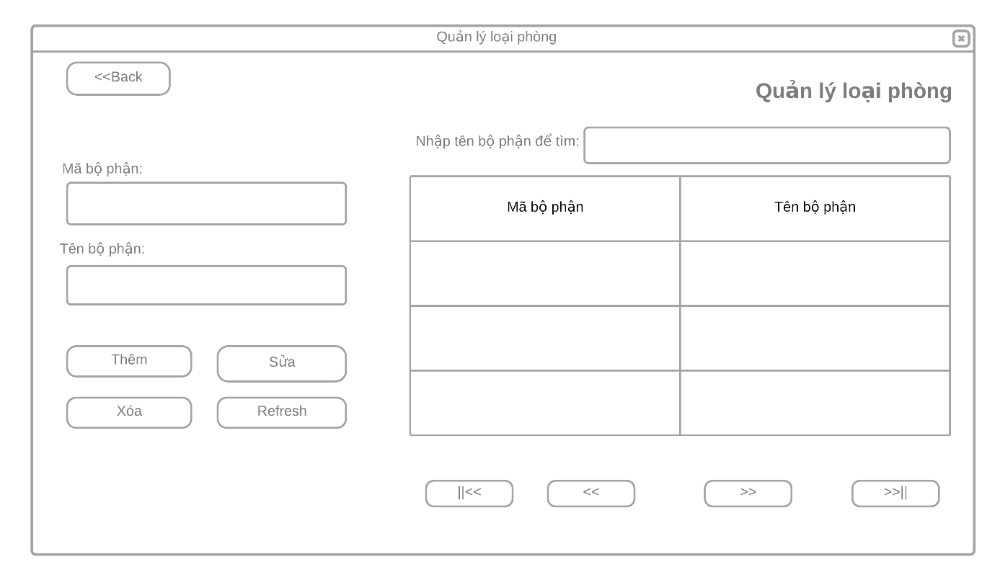 Quản lý loại phòng
<<Back
Quản lý loại phòng
Nhập tên bộ phận để tìm:
Mã bộ phận:
Tên bộ phận:
Thêm
Sửa
Xóa
Refresh
Mã bộ phận
Tên bộ phận
||<<
<<
>>
>>||